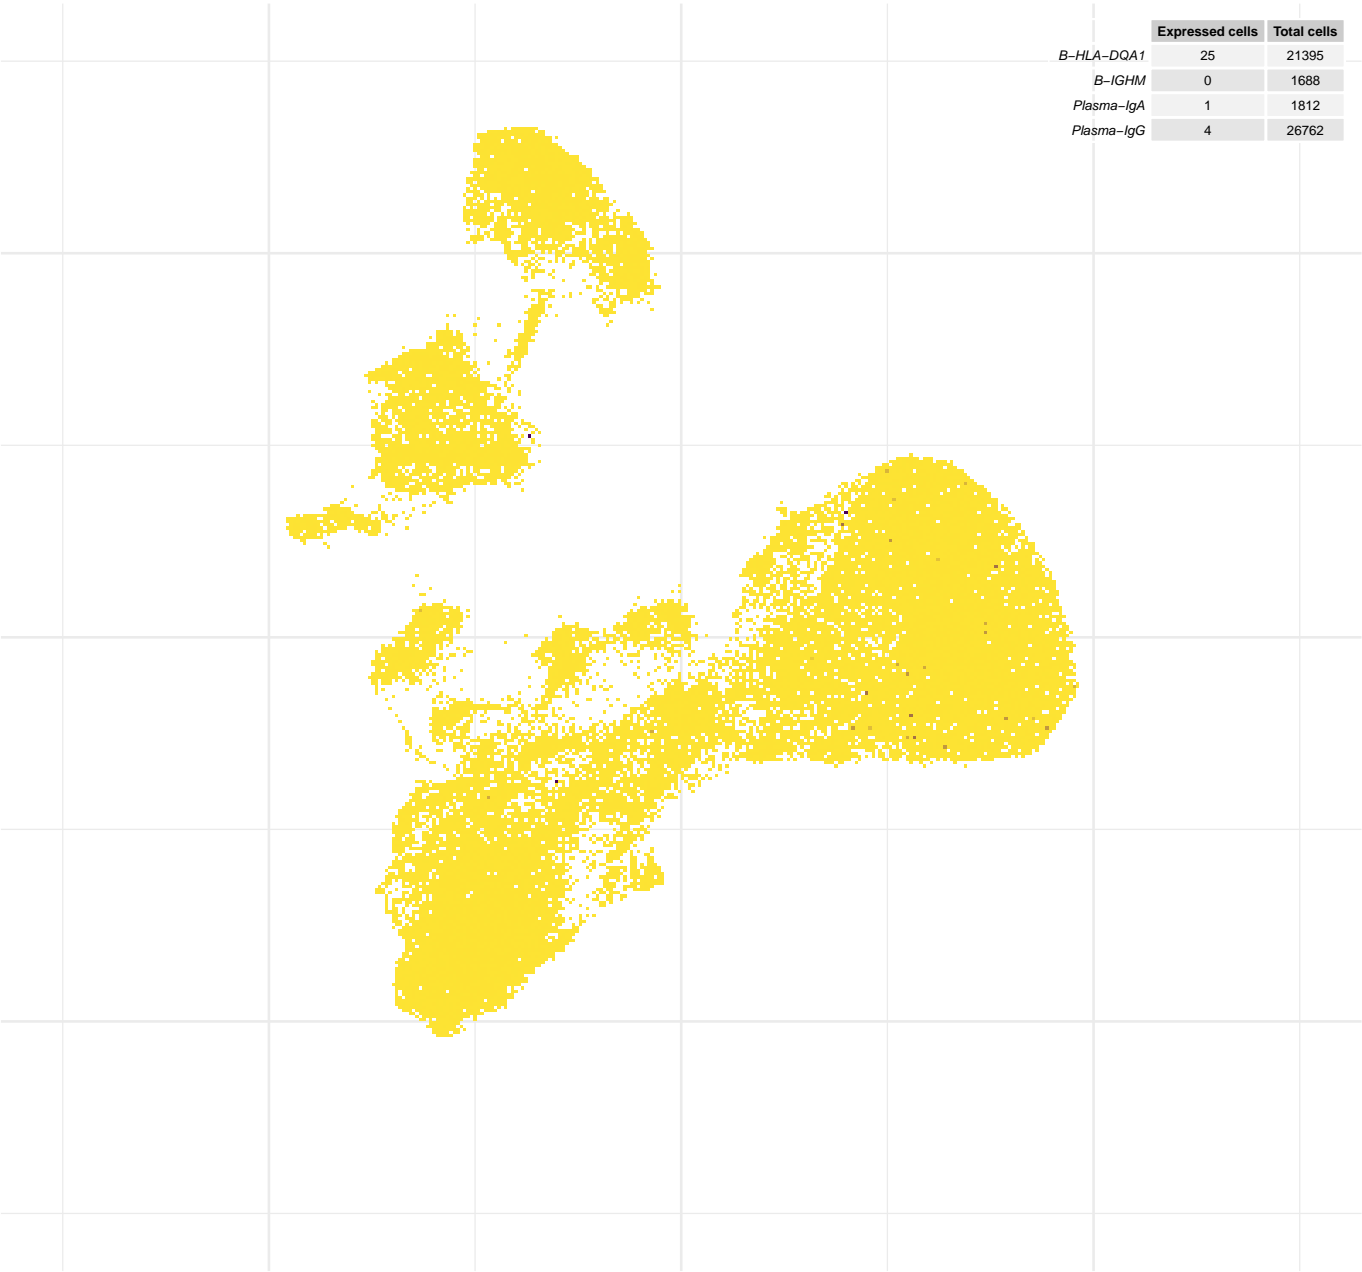 Expressed cells Total cells
B−HLA−DQA1 25 21395
B−IGHM 0 1688
Plasma−IgA 1 1812
Plasma−IgG 4 26762